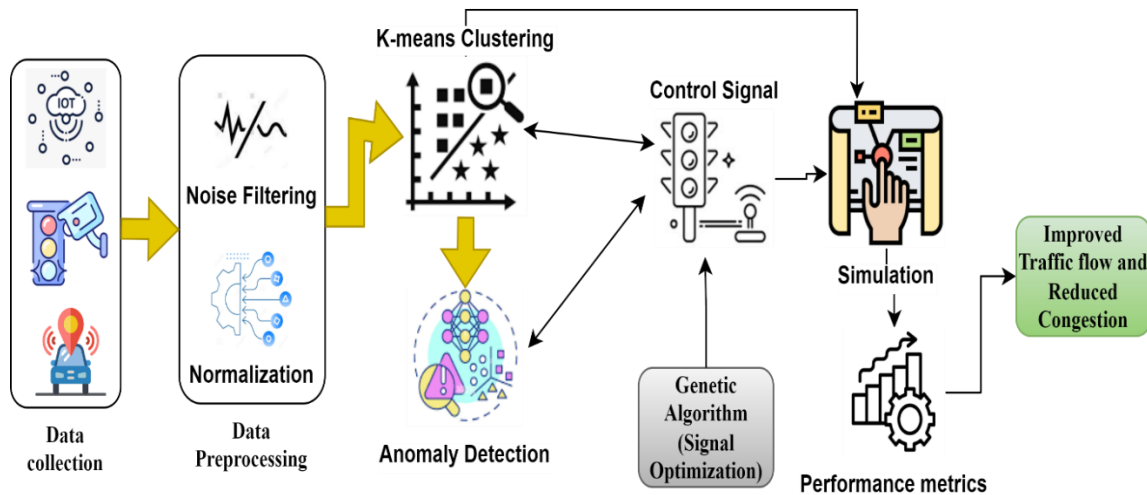 K-means Clustering
IOT
Control Signal
Noise Filtering
Normalization
Data
collection
Data
Preprocessing
Anomaly Detection
Genetic
Algorithm
(Signal
Optimization)
Simulation
Performance metrics
Improved
Traffic flow and
Reduced
Congestion